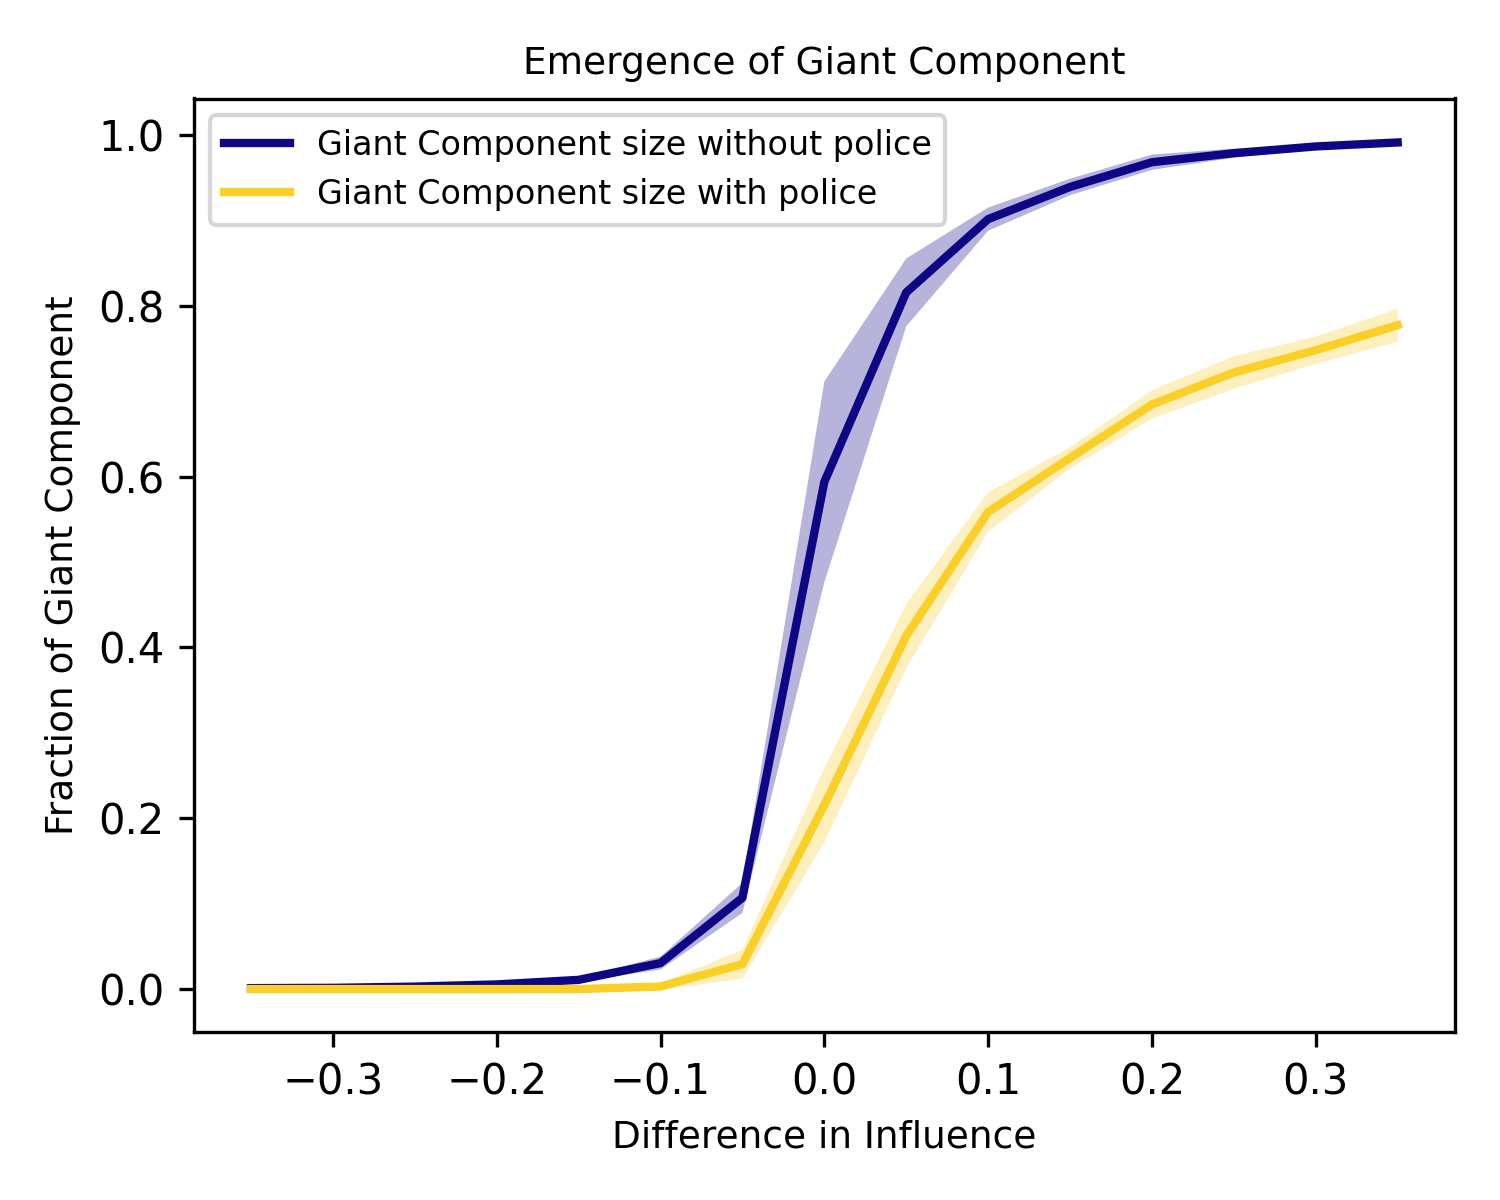 Emergence of Giant Component
Giant Component size without police
Giant Component size with police
Fraction of Giant Component
1.0
0.8
0.6
0.4
0.2
0.0
−0.3 −0.2 −0.1 0.0 0.1 0.2 0.3
Difference in Influence